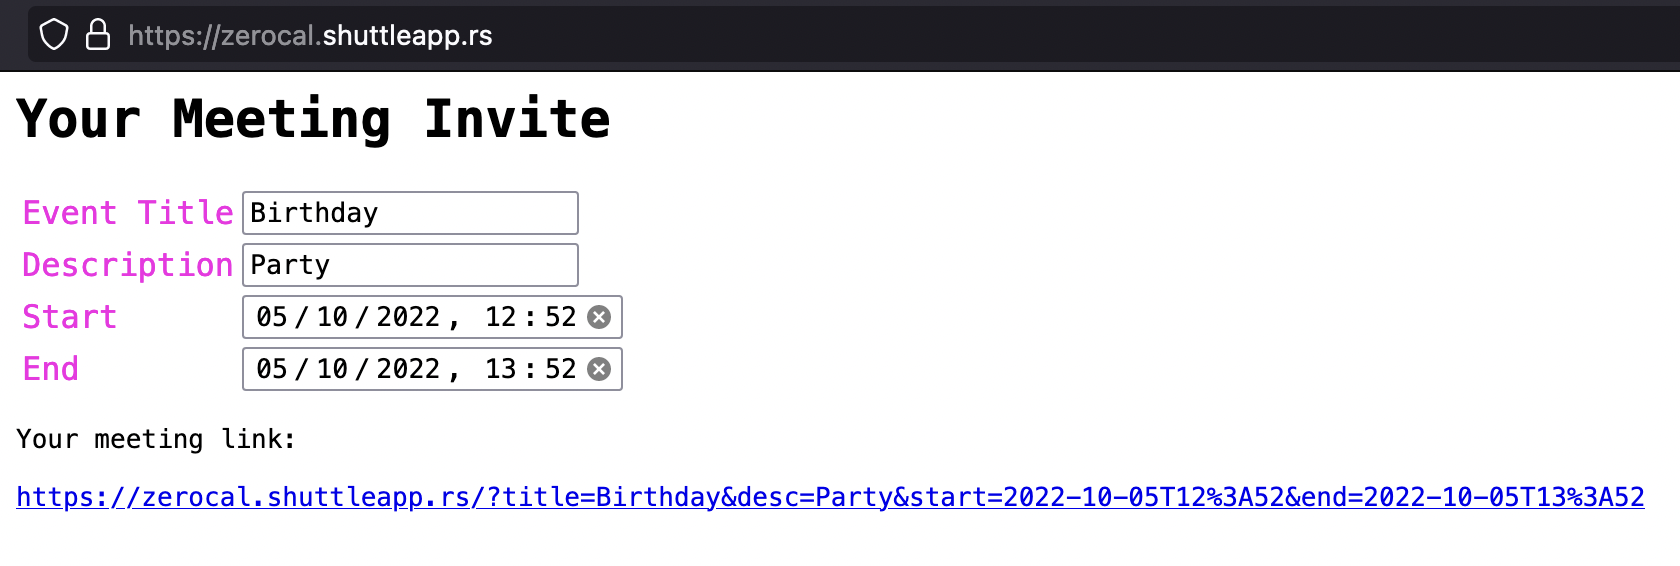 https://zerocal.shuttleapp.rs
Your Meeting Invite
Event Title Birthday
Description Party
Start 05/10/2022, 12:52
End 05/10/2022, 13:52
Your meeting link:
https://zerocal.shuttleapp.rs/?title=Birthday&desc=Party&start=2022-10-05T12%3A52&end=2022-10-05T13%3A52